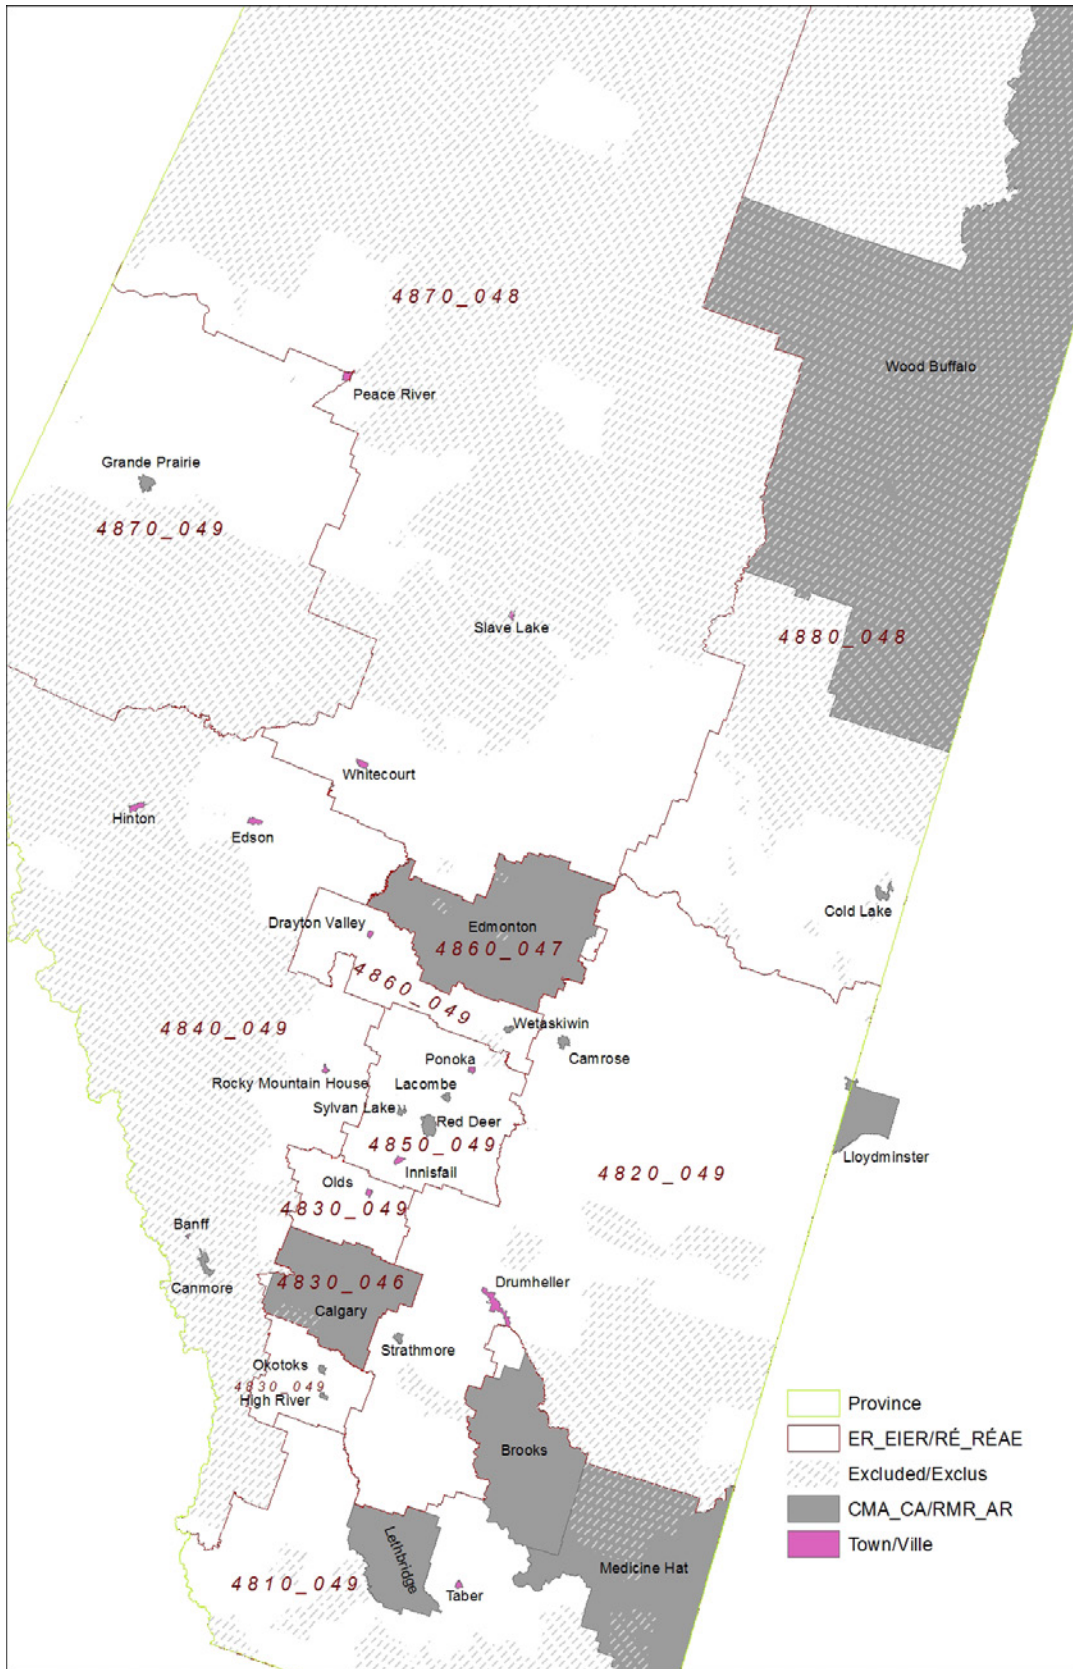 4870_048
Wood Buffalo
Peace River
Grande Prairie
4870_049
Slave Lake
4880_048
Whitecourt
Hinton
Edson
Cold Lake
Drayton Valley
Edmonton
4860_047
4860_049
Wetaskiwin
4840_049
Camrose
Ponoka
Rocky Mountain House
Lacombe
Sylvan Lake
Red Deer
4850_049
Lloydminster
Innisfail
4820_049
Olds
4830_049
Banff
Canmore
4830_046
Drumheller
Calgary
Strathmore
Okotoks
4830_049
High River
Brooks
Province
ER_EIER/RÉ_RÉAE
Excluded/Exclus
CMA_CA/RMR_AR
Town/Ville
Lethbridge
Medicine Hat
4810_049
Taber